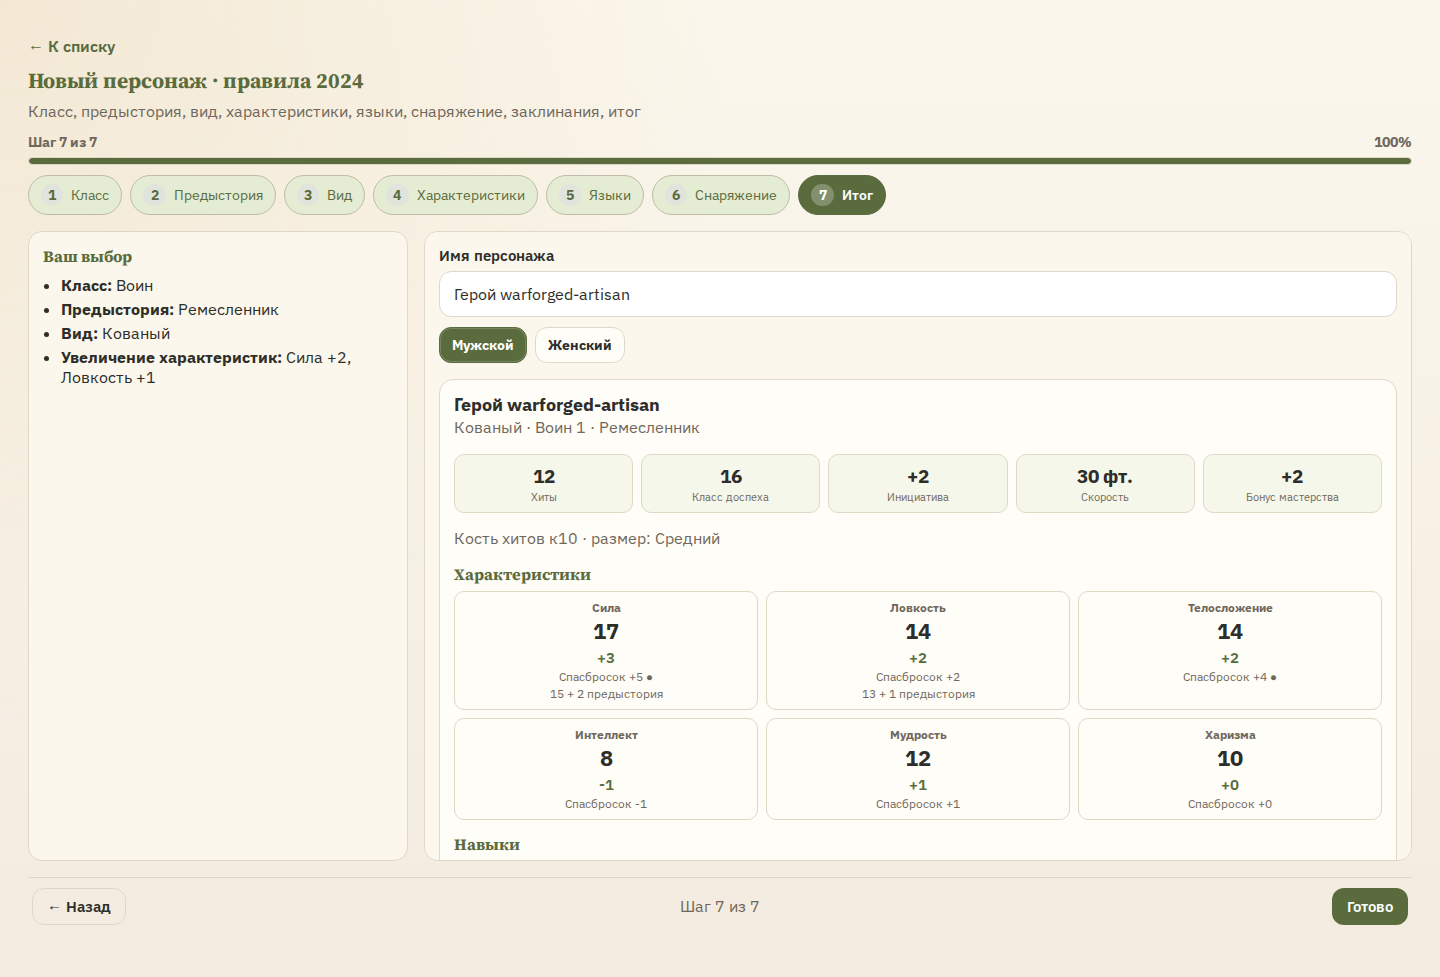 ← К списку
Новый персонаж · правила 2024
Класс, предыстория, вид, характеристики, языки, снаряжение, заклинания, итог
Шаг 7 из 7
100%
1 Класс
2 Предыстория
3 Вид
4 Характеристики
5 Языки
6 Снаряжение
7 Итог
Ваш выбор
• Класс: Воин
• Предыстория: Ремесленник
• Вид: Кованый
• Увеличение характеристик: Сила +2,
Ловкость +1
Имя персонажа
Герой warforged-artisan
Мужской
Женский
Герой warforged-artisan
Кованый · Воин 1 · Ремесленник
12
Хиты
16
Класс доспеха
+2
Инициатива
30 фт.
Скорость
+2
Бонус мастерства
Кость хитов к10 · размер: Средний
Характеристики
Сила
17
+3
Спасбросок +5 ●
15 + 2 предыстория
Ловкость
14
+2
Спасбросок +2
13 + 1 предыстория
Телосложение
14
+2
Спасбросок +4 ●
Интеллект
8
-1
Спасбросок -1
Мудрость
12
+1
Спасбросок +1
Харизма
10
+0
Спасбросок +0
Навыки
← Назад
Шаг 7 из 7
Готово